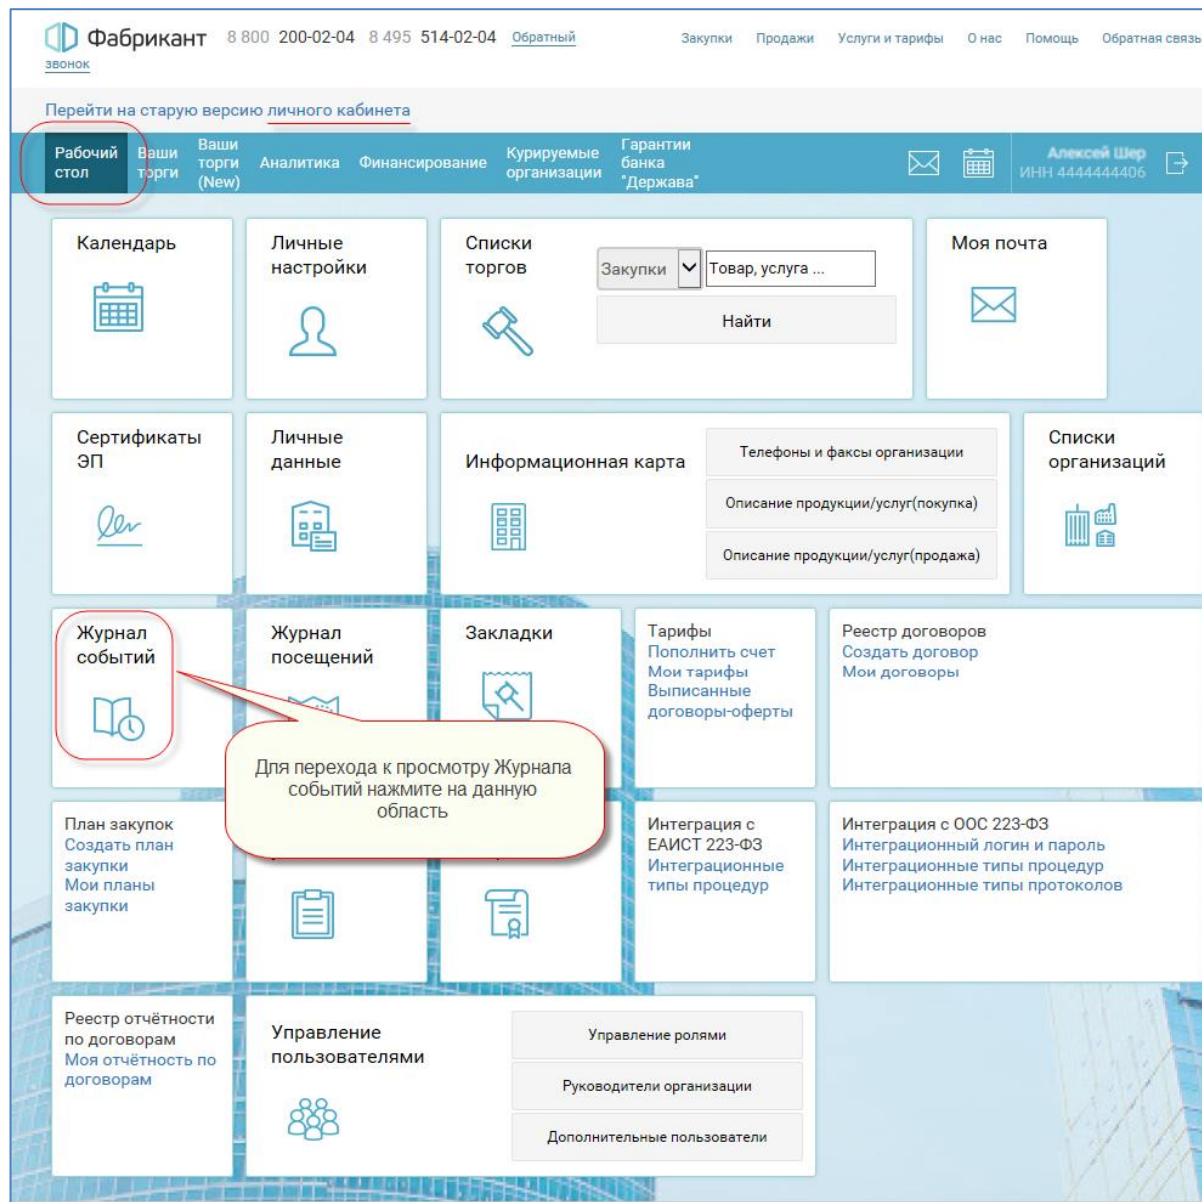 Фабрикант 8 800 200-02-04 8 495 514-02-04 Обратный
звонок
Закупки Продажи Услуги и тарифы О нас Помощь Обратная связь
Перейти на старую версию личного кабинета
Рабочий
стол
Ваши
торги
Ваши
торги
(New)
Аналитика
Финансирование
Курируемые
организации
Гарантии
банка
"Держава"
Алексей Шер
ИНН 4444444406
Календарь
Личные
настройки
Списки
торгов
Закупки
Товар, услуга ...
Найти
Моя почта
Сертификаты
ЭП
Личные
данные
Информационная карта
Телефоны и факсы организации
Описание продукции/услуг(покупка)
Описание продукции/услуг(продажа)
Списки
организаций
Журнал
событий
Журнал
посещений
Закладки
Тарифы
Пополнить счет
Мои тарифы
Выписанные
договоры-оферты
Реестр договоров
Создать договор
Мои договоры
Для перехода к просмотру Журнала
событий нажмите на данную
область
План закупок
Создать план
закупки
Мои планы
закупки
Интеграция с
ЕАИСТ 223-ФЗ
Интеграционные
типы процедур
Интеграция с ООС 223-ФЗ
Интеграционный логин и пароль
Интеграционные типы процедур
Интеграционные типы протоколов
Реестр отчётности
по договорам
Моя отчётность по
договорам
Управление
пользователями
Управление ролями
Руководители организации
Дополнительные пользователи